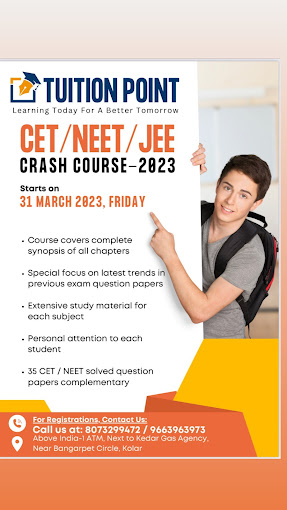 TUITION POINT
Learning Today For A Better Tomorrow
CET/NEET/JEE
CRASH COURSE–2023
Starts on
31 MARCH 2023, FRIDAY
• Course covers complete
synopsis of all chapters
• Special focus on latest trends in
previous exam question papers
• Extensive study material for
each subject
• Personal attention to each
student
• 35 CET / NEET solved question
papers complementary
For Registrations, Contact Us:
Call us at: 8073299472 / 9663963973
Above India-1 ATM, Next to Kedar Gas Agency,
Near Bangarpet Circle, Kolar